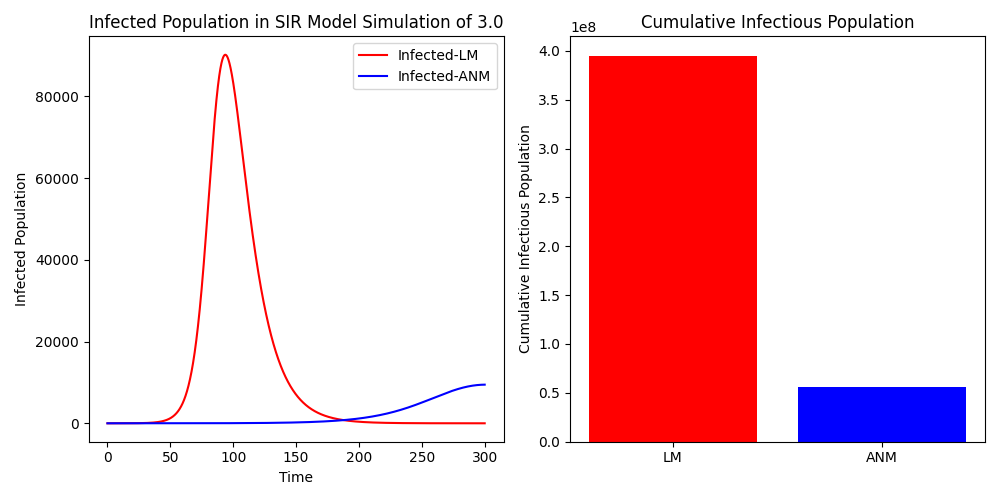 Infected Population in SIR Model Simulation of 3.0
Infected-LM
Infected-ANM
Infected Population
80000
60000
40000
20000
0
0 50 100 150 200 250 300
Time
Cumulative Infectious Population
1e8
Cumulative Infectious Population
4.0
3.5
3.0
2.5
2.0
1.5
1.0
0.5
0.0
LM ANM